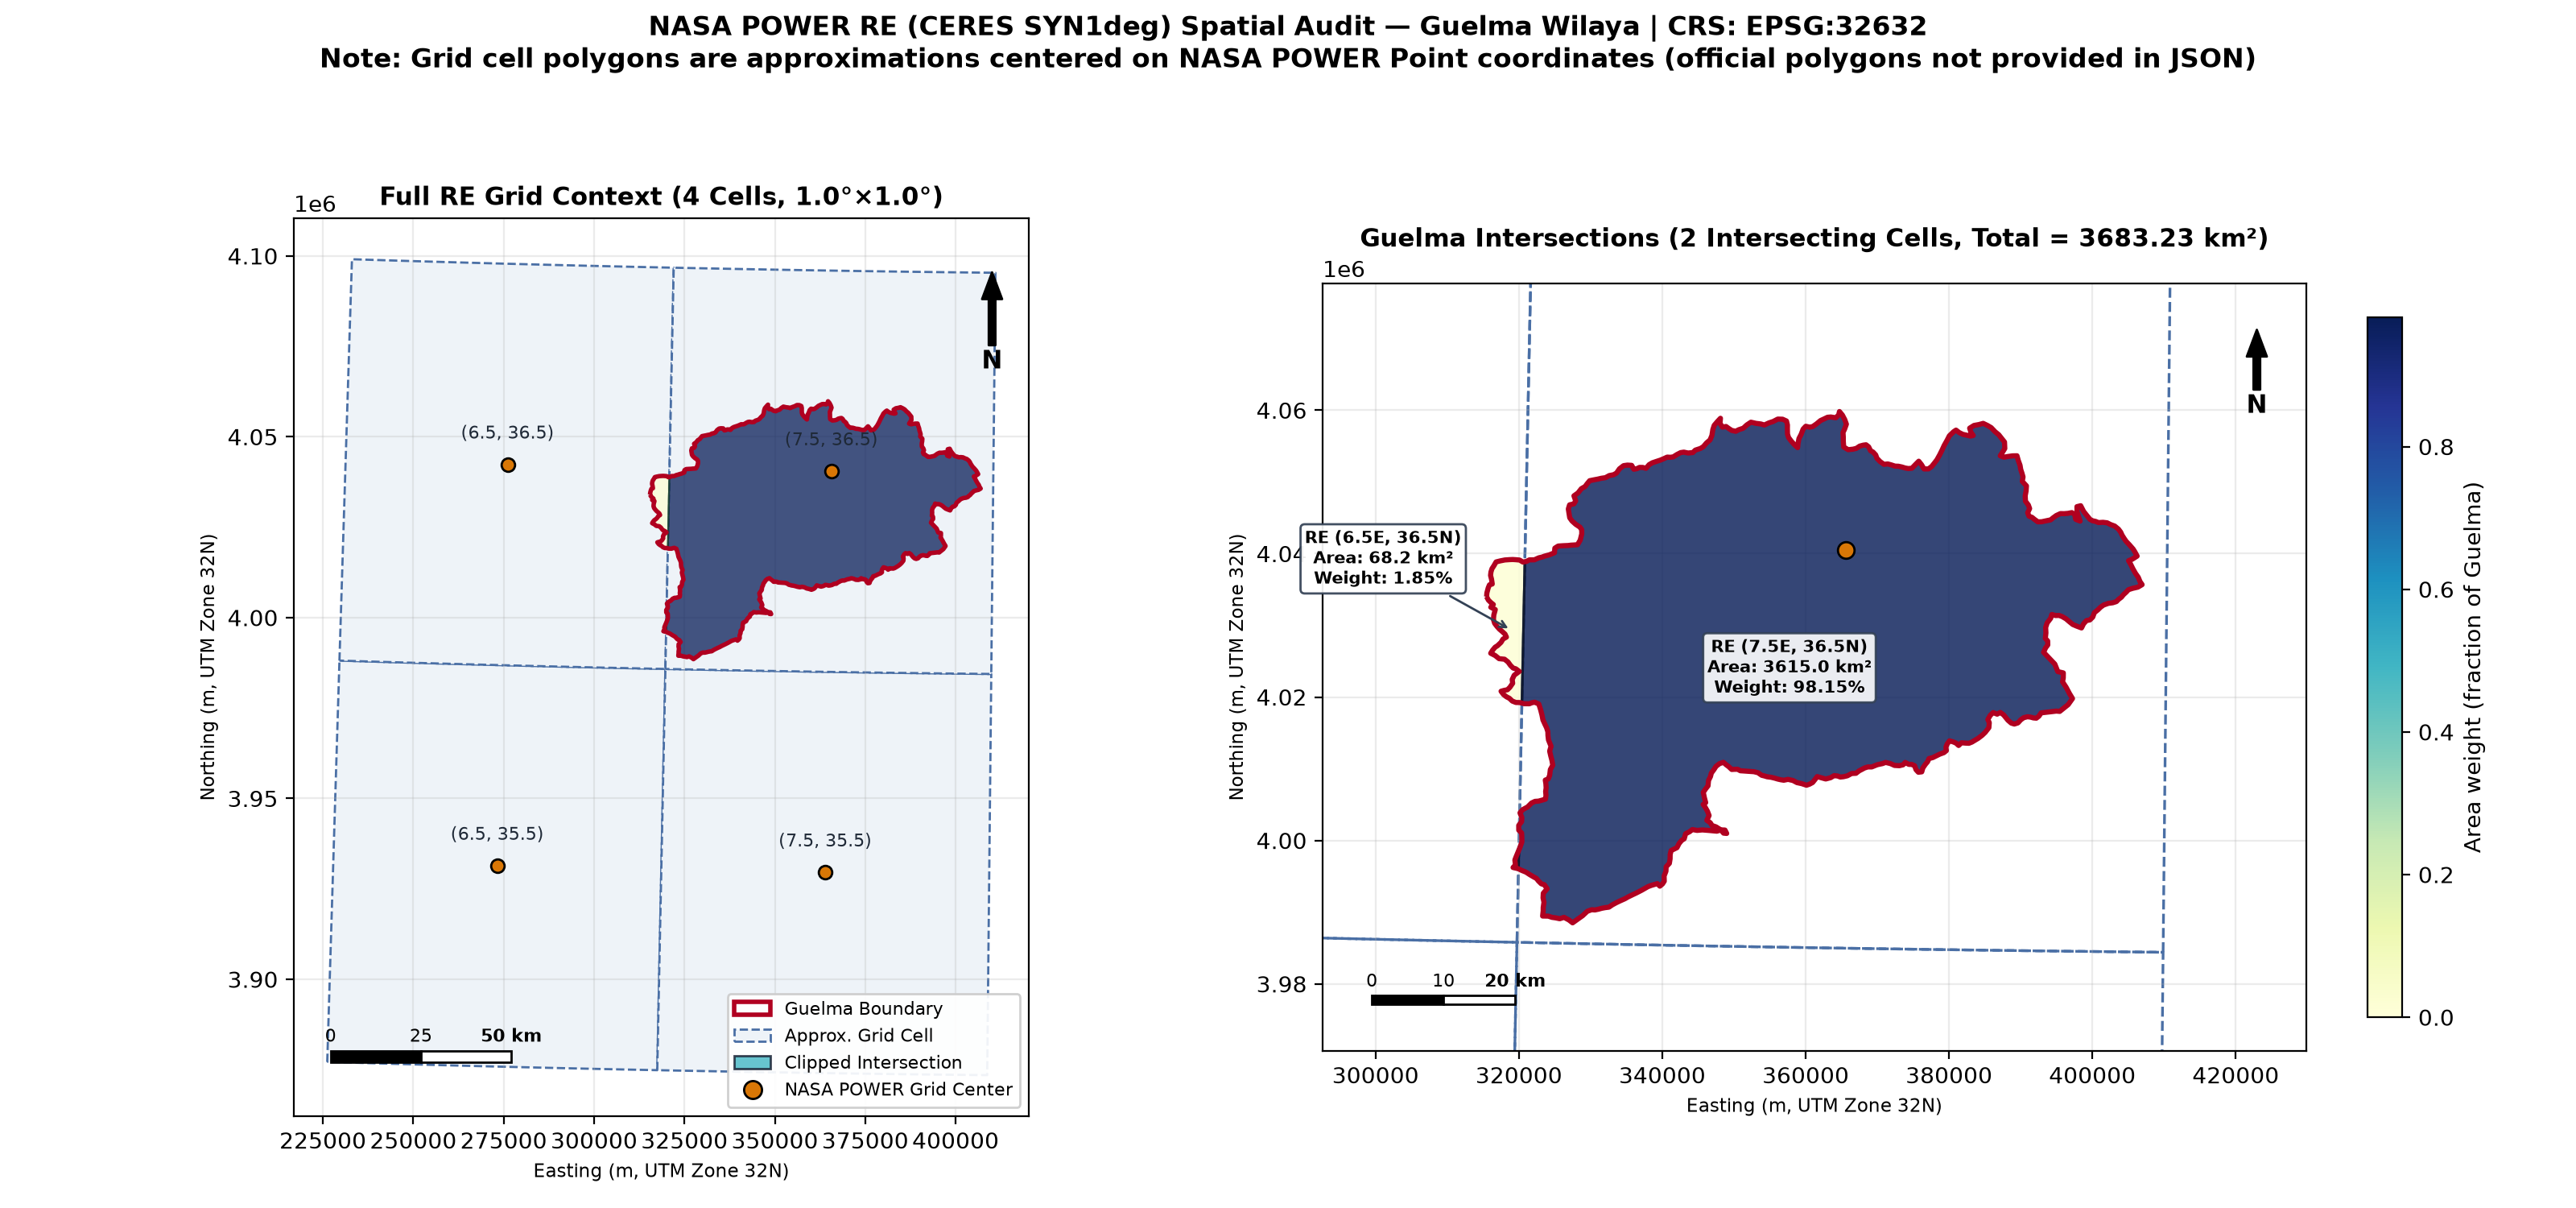 NASA POWER RE (CERES SYN1deg) Spatial Audit — Guelma Wilaya | CRS: EPSG:32632
Note: Grid cell polygons are approximations centered on NASA POWER Point coordinates (official polygons not provided in JSON)
Full RE Grid Context (4 Cells, 1.0°×1.0°)
1e6
4.10
4.05
4.00
3.95
3.90
Northing (m, UTM Zone 32N)
N
(6.5, 36.5)
(7.5, 36.5)
(6.5, 35.5)
(7.5, 35.5)
0 25 50 km
Guelma Boundary
Approx. Grid Cell
Clipped Intersection
NASA POWER Grid Center
225000 250000 275000 300000 325000 350000 375000 400000
Easting (m, UTM Zone 32N)
Guelma Intersections (2 Intersecting Cells, Total = 3683.23 km²)
1e6
4.06
4.04
4.02
4.00
3.98
Northing (m, UTM Zone 32N)
N
RE (6.5E, 36.5N)
Area: 68.2 km²
Weight: 1.85%
RE (7.5E, 36.5N)
Area: 3615.0 km²
Weight: 98.15%
0 10 20 km
300000 320000 340000 360000 380000 400000 420000
Easting (m, UTM Zone 32N)
0.8
0.6
0.4
0.2
0.0
Area weight (fraction of Guelma)